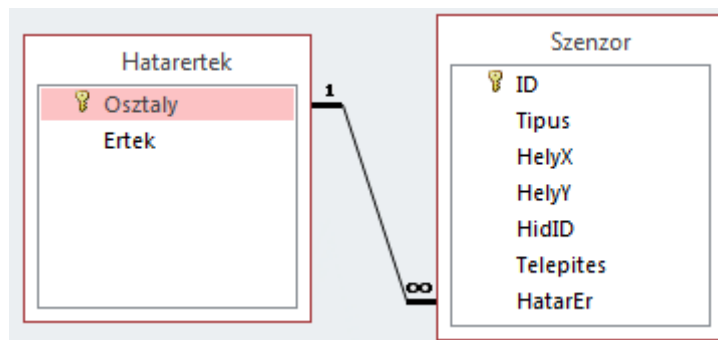 Hatarertek
Osztaly
Ertek
1
∞
Szenzor
ID
Tipus
HelyX
HelyY
HidID
Telepites
HatarEr